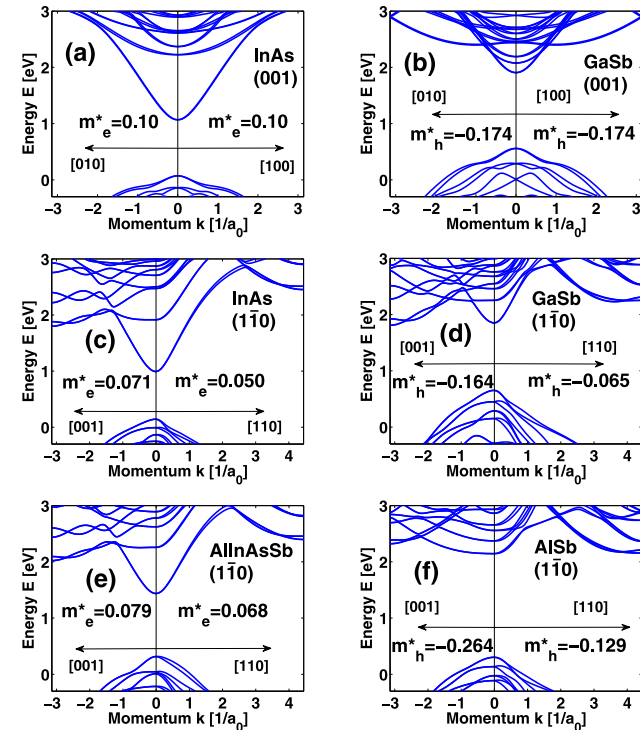 3
2
1
0
Energy E [eV]
(a)
InAs
(001)
m*e=0.10 m*e=0.10
[010] [100]
-3 -2 -1 0 1 2 3
Momentum k [1/a0]
3
2
1
0
Energy E [eV]
(b)
GaSb
(001)
[010] [100]
m*h=-0.174 m*h=-0.174
-3 -2 -1 0 1 2 3
Momentum k [1/a0]
3
2
1
0
Energy E [eV]
(c)
InAs
(11̄0)
m*e=0.071 m*e=0.050
[001] [110]
-3 -2 -1 0 1 2 3 4
Momentum k [1/a0]
3
2
1
0
Energy E [eV]
(d)
GaSb
(11̄0)
[001] [110]
m*h=-0.164 m*h=-0.065
-3 -2 -1 0 1 2 3 4
Momentum k [1/a0]
3
2
1
0
Energy E [eV]
(e)
AlInAsSb
(11̄0)
m*e=0.079 m*e=0.068
[001] [110]
-3 -2 -1 0 1 2 3 4
Momentum k [1/a0]
3
2
1
0
Energy E [eV]
(f)
AlSb
(11̄0)
[001] [110]
m*h=-0.264 m*h=-0.129
-3 -2 -1 0 1 2 3 4
Momentum k [1/a0]